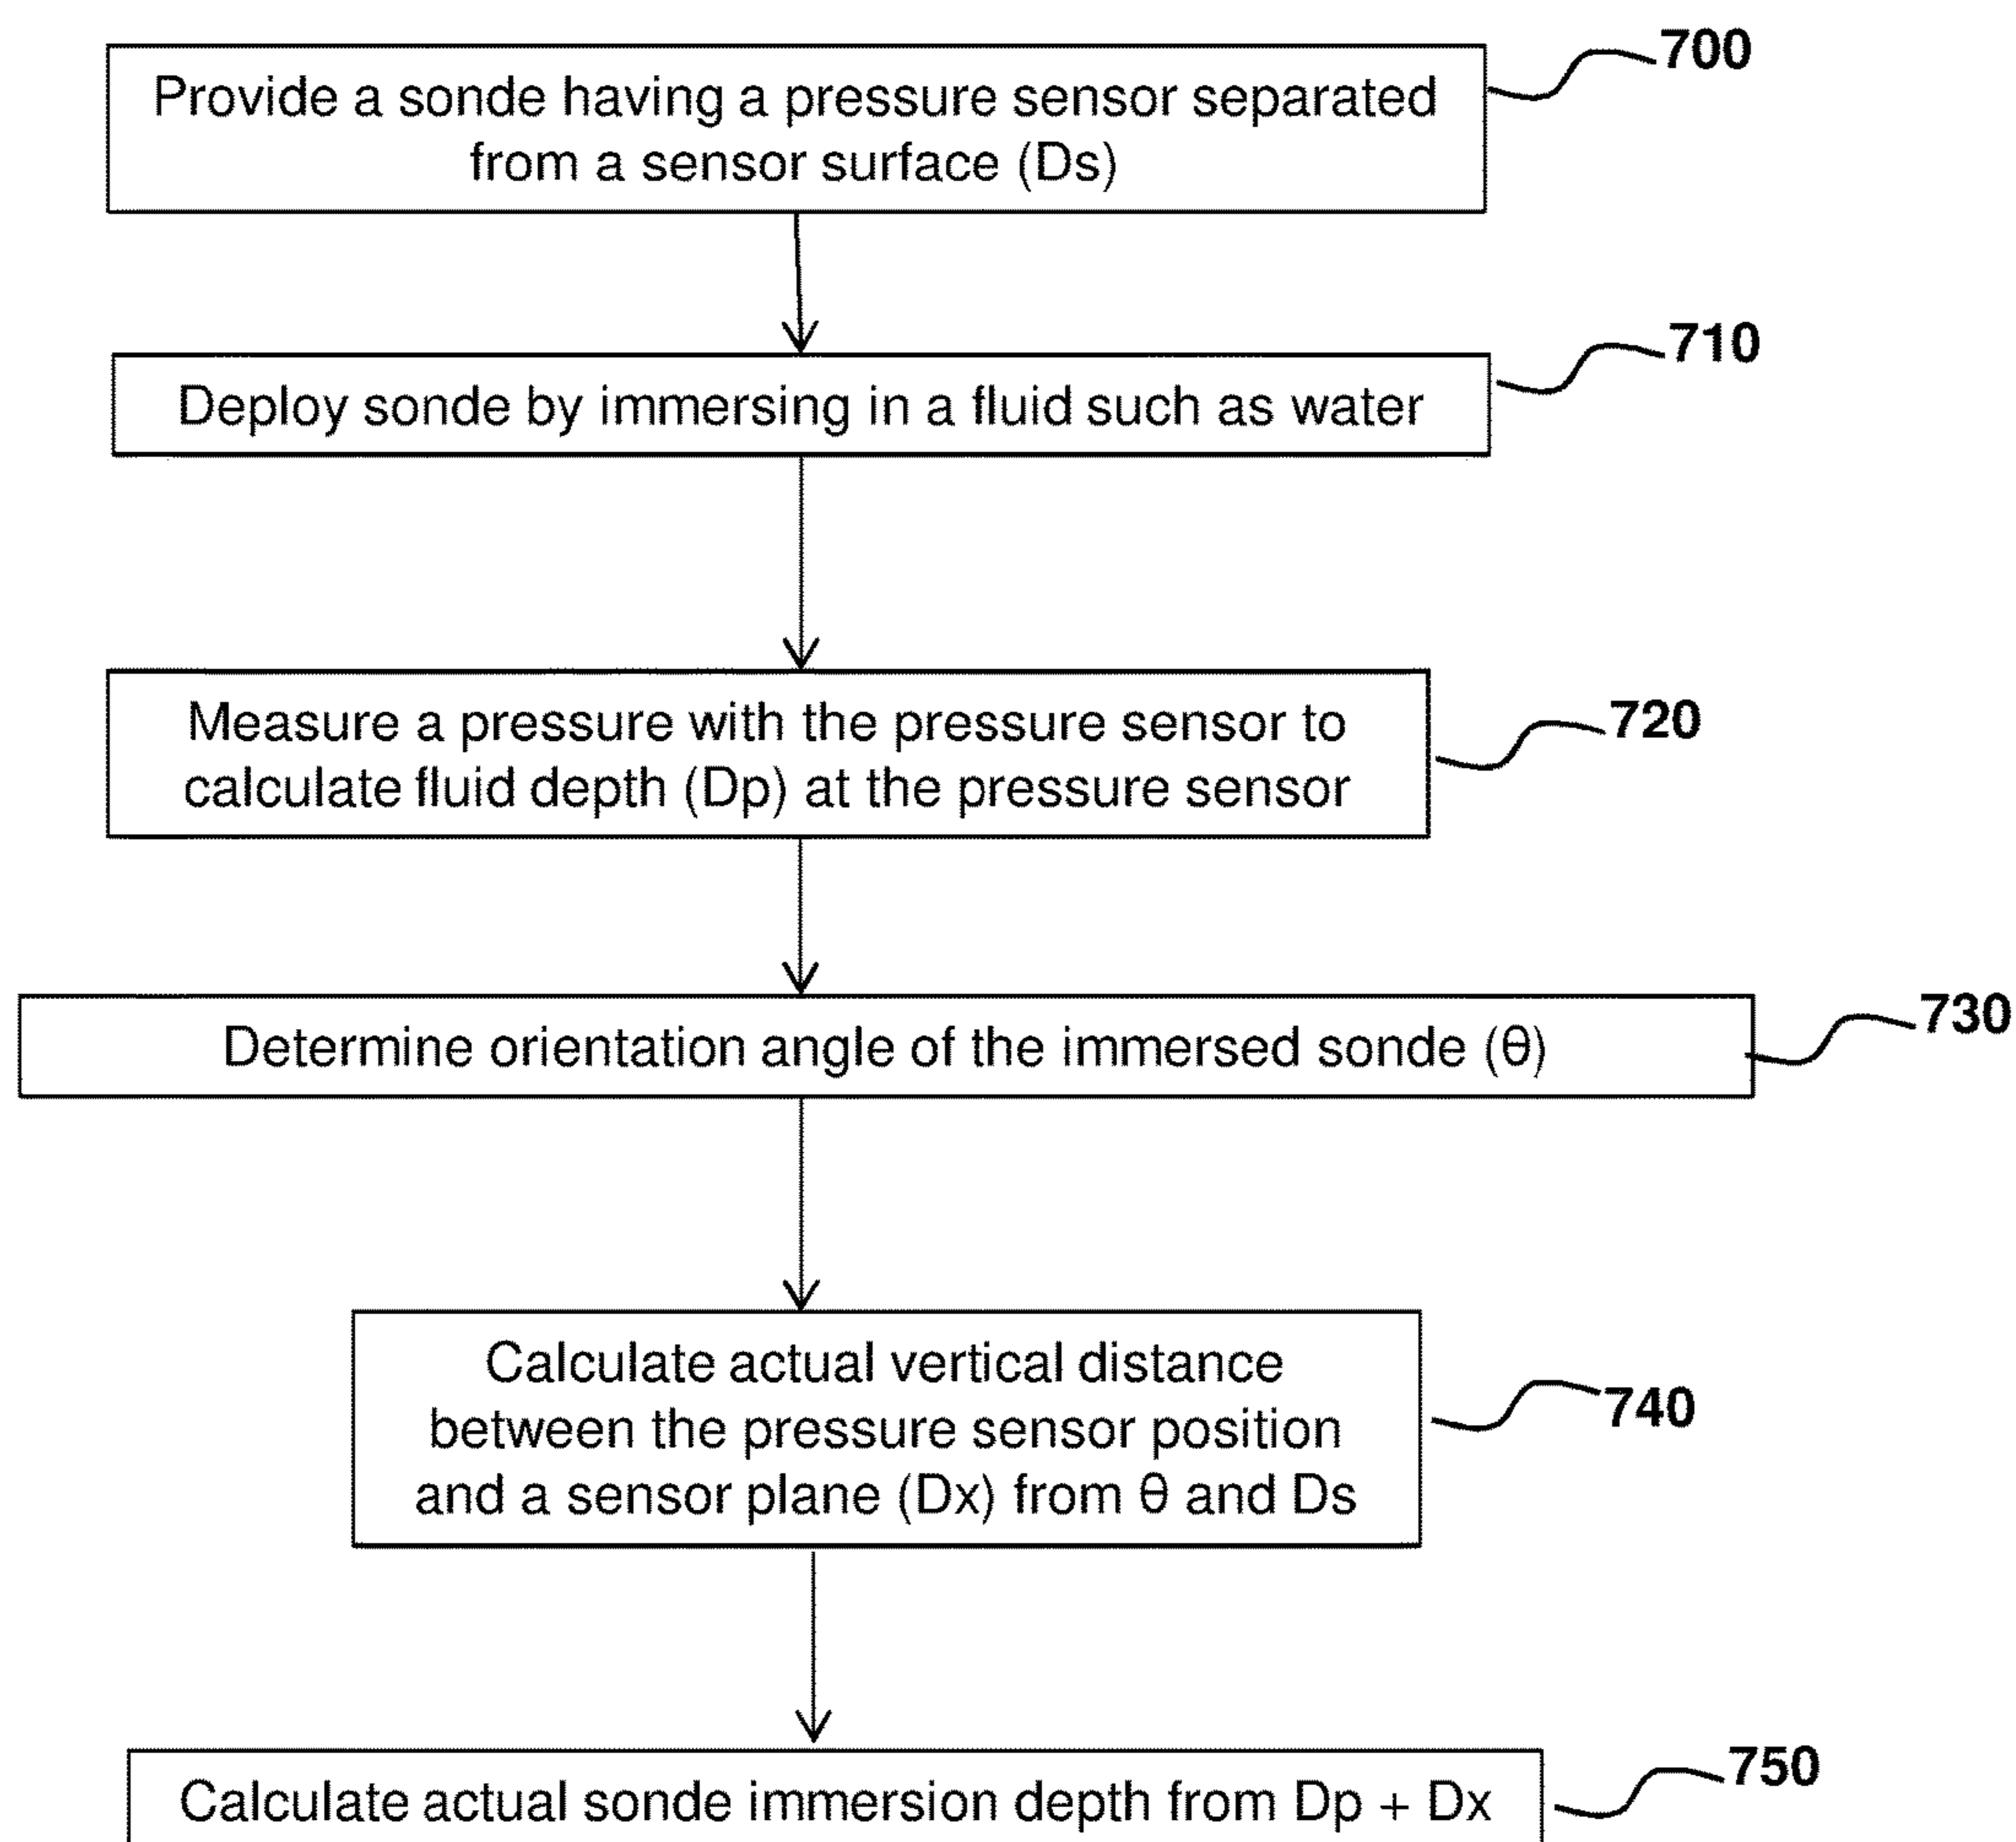 700
Provide a sonde having a pressure sensor separated
from a sensor surface (Ds)
710
Deploy sonde by immersing in a fluid such as water
720
Measure a pressure with the pressure sensor to
calculate fluid depth (Dp) at the pressure sensor
730
Determine orientation angle of the immersed sonde (θ)
Calculate actual vertical distance
740
between the pressure sensor position
and a sensor plane (Dx) from θ and Ds
750
Calculate actual sonde immersion depth from Dp + Dx